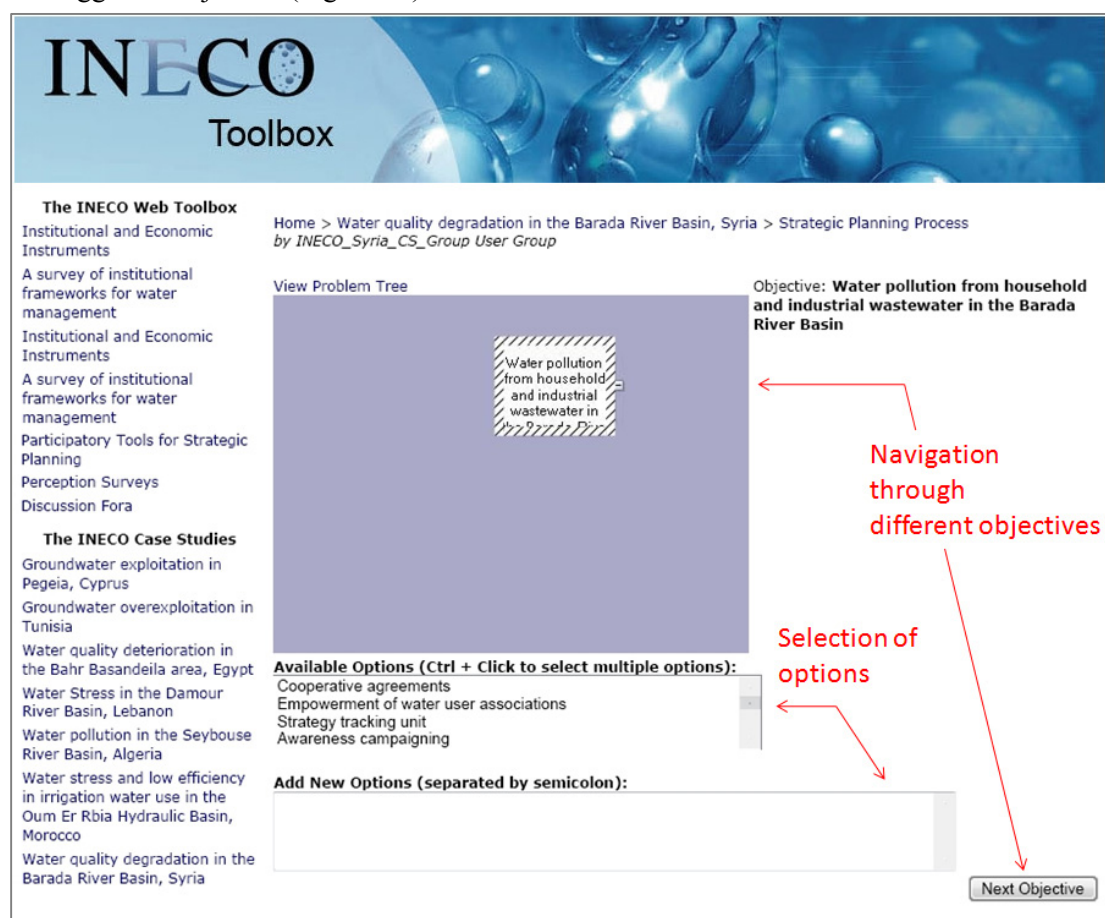 INECO
Toolbox
The INECO Web Toolbox
Institutional and Economic
Instruments
A survey of institutional
frameworks for water
management
Institutional and Economic
Instruments
A survey of institutional
frameworks for water
management
Participatory Tools for Strategic
Planning
Perception Surveys
Discussion Fora
The INECO Case Studies
Groundwater exploitation in
Pegeia, Cyprus
Groundwater overexploitation in
Tunisia
Water quality deterioration in
the Bahr Basandeila area, Egypt
Water Stress in the Damour
River Basin, Lebanon
Water pollution in the Seybouse
River Basin, Algeria
Water stress and low efficiency
in irrigation water use in the
Oum Er Rbia Hydraulic Basin,
Morocco
Water quality degradation in the
Barada River Basin, Syria
Home > Water quality degradation in the Barada River Basin, Syria > Strategic Planning Process
by INECO_Syria_CS_Group User Group
View Problem Tree
Water pollution
from household
and industrial
wastewater in
Objective: Water pollution from household
and industrial wastewater in the Barada
River Basin
Navigation
through
different objectives
Available Options (Ctrl + Click to select multiple options):
Cooperative agreements
Empowerment of water user associations
Strategy tracking unit
Awareness campaigning
Selection of
options
Add New Options (separated by semicolon):
Next Objective